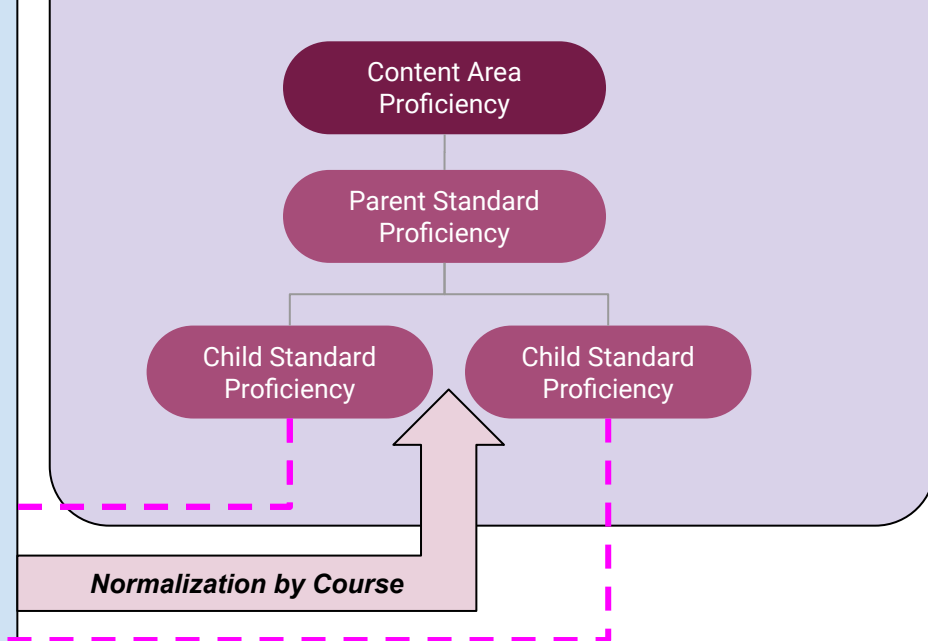 Content Area
Proficiency
Parent Standard
Proficiency
Child Standard
Proficiency
Child Standard
Proficiency
Normalization by Course